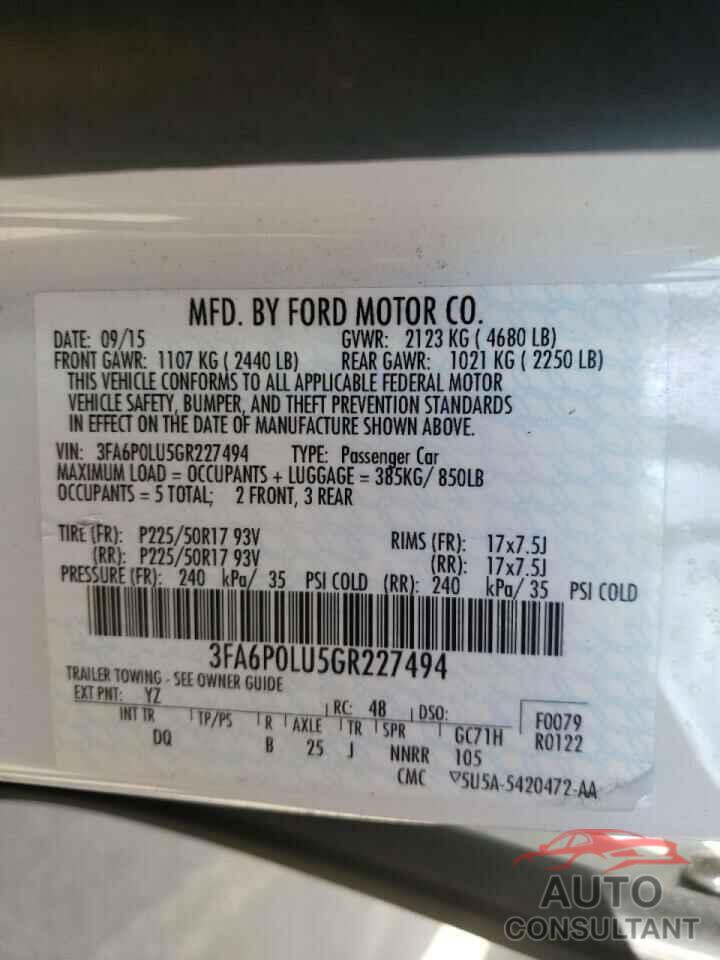 MFD. BY FORD MOTOR CO.
DATE: 09/15 GVWR: 2123 KG ( 4680 LB)
FRONT GAWR: 1107 KG ( 2440 LB) REAR GAWR: 1021 KG ( 2250 LB)
THIS VEHICLE CONFORMS TO ALL APPLICABLE FEDERAL MOTOR
VEHICLE SAFETY, BUMPER, AND THEFT PREVENTION STANDARDS
IN EFFECT ON THE DATE OF MANUFACTURE SHOWN ABOVE.
VIN: 3FA6P0LU5GR227494 TYPE: Passenger Car
MAXIMUM LOAD = OCCUPANTS + LUGGAGE = 385KG/ 850LB
OCCUPANTS = 5 TOTAL; 2 FRONT, 3 REAR
TIRE (FR): P225/50R17 93V RIMS (FR): 17x7.5J
(RR): P225/50R17 93V (RR): 17x7.5J
PRESSURE (FR): 240 kPa/ 35 PSI COLD (RR): 240 kPa/ 35 PSI COLD
3FA6P0LU5GR227494
TRAILER TOWING - SEE OWNER GUIDE
EXT PNT: YZ RC: 48 DSO: F0079
INT TR TP/PS R AXLE TR SPR GC71H R0122
DQ B 25 J NNRR 105
CMC ▽5U5A-5420472-AA
AUTO
CONSULTANT